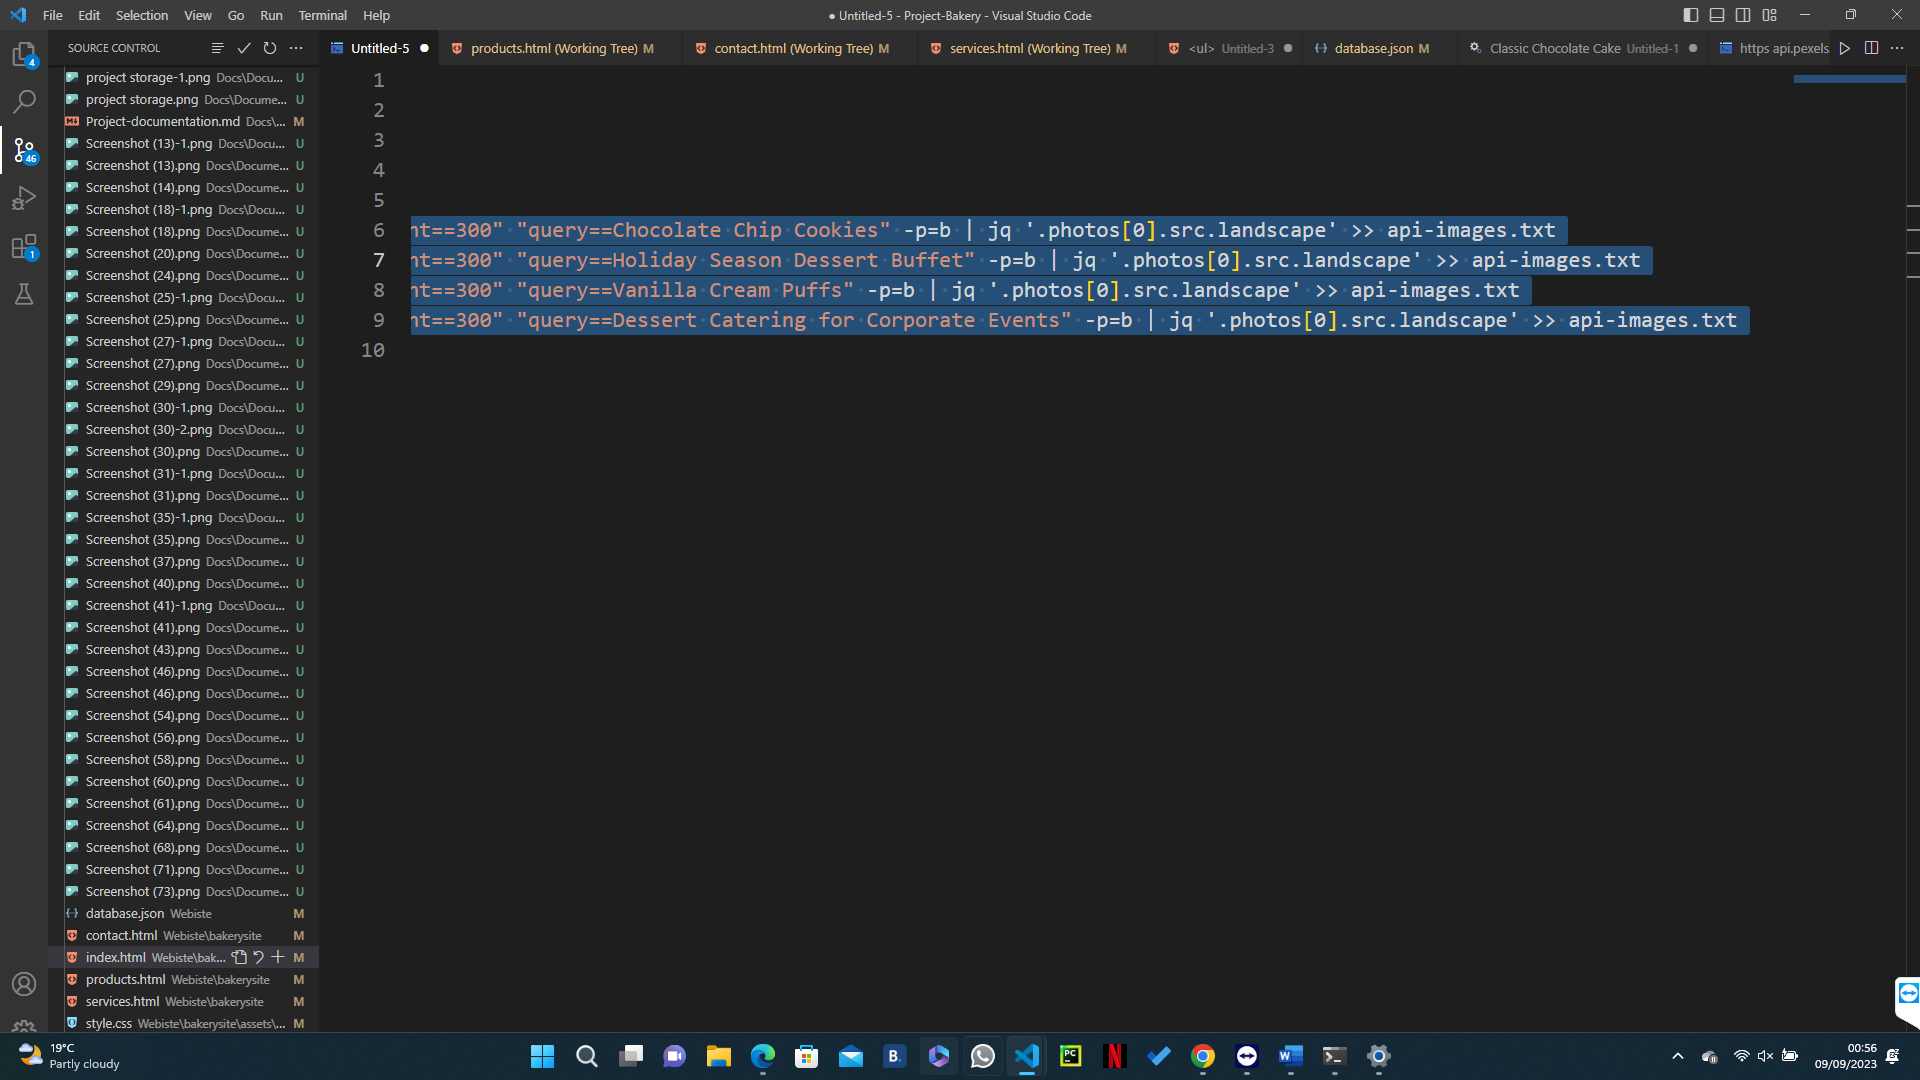 File Edit Selection View Go Run Terminal Help
● Untitled-5 - Project-Bakery - Visual Studio Code
SOURCE CONTROL
Untitled-5 ●
products.html (Working Tree) M
contact.html (Working Tree) M
services.html (Working Tree) M
<ul> Untitled-3 ●
database.json M
Classic Chocolate Cake Untitled-1 ●
https api.pexels
4
46
1
project storage-1.png Docs\Docu... U
project storage.png Docs\Docume... U
Project-documentation.md Docs\... M
Screenshot (13)-1.png Docs\Docu... U
Screenshot (13).png Docs\Docume... U
Screenshot (14).png Docs\Docume... U
Screenshot (18)-1.png Docs\Docu... U
Screenshot (18).png Docs\Docume... U
Screenshot (20).png Docs\Docume... U
Screenshot (24).png Docs\Docume... U
Screenshot (25)-1.png Docs\Docu... U
Screenshot (25).png Docs\Docume... U
Screenshot (27)-1.png Docs\Docu... U
Screenshot (27).png Docs\Docume... U
Screenshot (29).png Docs\Docume... U
Screenshot (30)-1.png Docs\Docu... U
Screenshot (30)-2.png Docs\Docu... U
Screenshot (30).png Docs\Docume... U
Screenshot (31)-1.png Docs\Docu... U
Screenshot (31).png Docs\Docume... U
Screenshot (35)-1.png Docs\Docu... U
Screenshot (35).png Docs\Docume... U
Screenshot (37).png Docs\Docume... U
Screenshot (40).png Docs\Docume... U
Screenshot (41)-1.png Docs\Docu... U
Screenshot (41).png Docs\Docume... U
Screenshot (43).png Docs\Docume... U
Screenshot (46).png Docs\Docume... U
Screenshot (46).png Docs\Docume... U
Screenshot (54).png Docs\Docume... U
Screenshot (56).png Docs\Docume... U
Screenshot (58).png Docs\Docume... U
Screenshot (60).png Docs\Docume... U
Screenshot (61).png Docs\Docume... U
Screenshot (64).png Docs\Docume... U
Screenshot (68).png Docs\Docume... U
Screenshot (71).png Docs\Docume... U
Screenshot (73).png Docs\Docume... U
database.json Webiste M
contact.html Webiste\bakerysite M
index.html Webiste\bak... M
products.html Webiste\bakerysite M
services.html Webiste\bakerysite M
style.css Webiste\bakerysite\assets\... M
1
2
3
4
5
6 nt==300" "query==Chocolate Chip Cookies" -p=b | jq '.photos[0].src.landscape' >> api-images.txt
7 nt==300" "query==Holiday Season Dessert Buffet" -p=b | jq '.photos[0].src.landscape' >> api-images.txt
8 nt==300" "query==Vanilla Cream Puffs" -p=b | jq '.photos[0].src.landscape' >> api-images.txt
9 nt==300" "query==Dessert Catering for Corporate Events" -p=b | jq '.photos[0].src.landscape' >> api-images.txt
10
19°C
Partly cloudy
B.
PC
N
W
00:56
09/09/2023